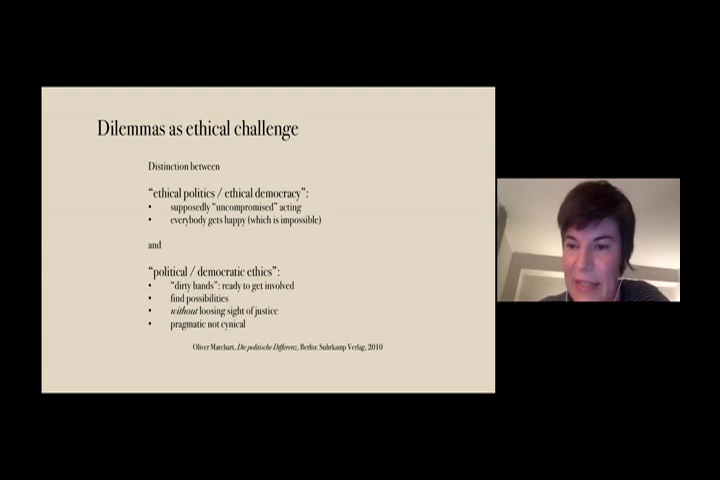 Dilemmas as ethical challenge
Distinction between
“ethical politics / ethical democracy”:
• supposedly “uncompromised” acting
• everybody gets happy (which is impossible)
and
“political / democratic ethics”:
• “dirty hands”: ready to get involved
• find possibilities
• without loosing sight of justice
• pragmatic not cynical
Oliver Marchart, Die politische Differenz, Berlin: Suhrkamp Verlag, 2010